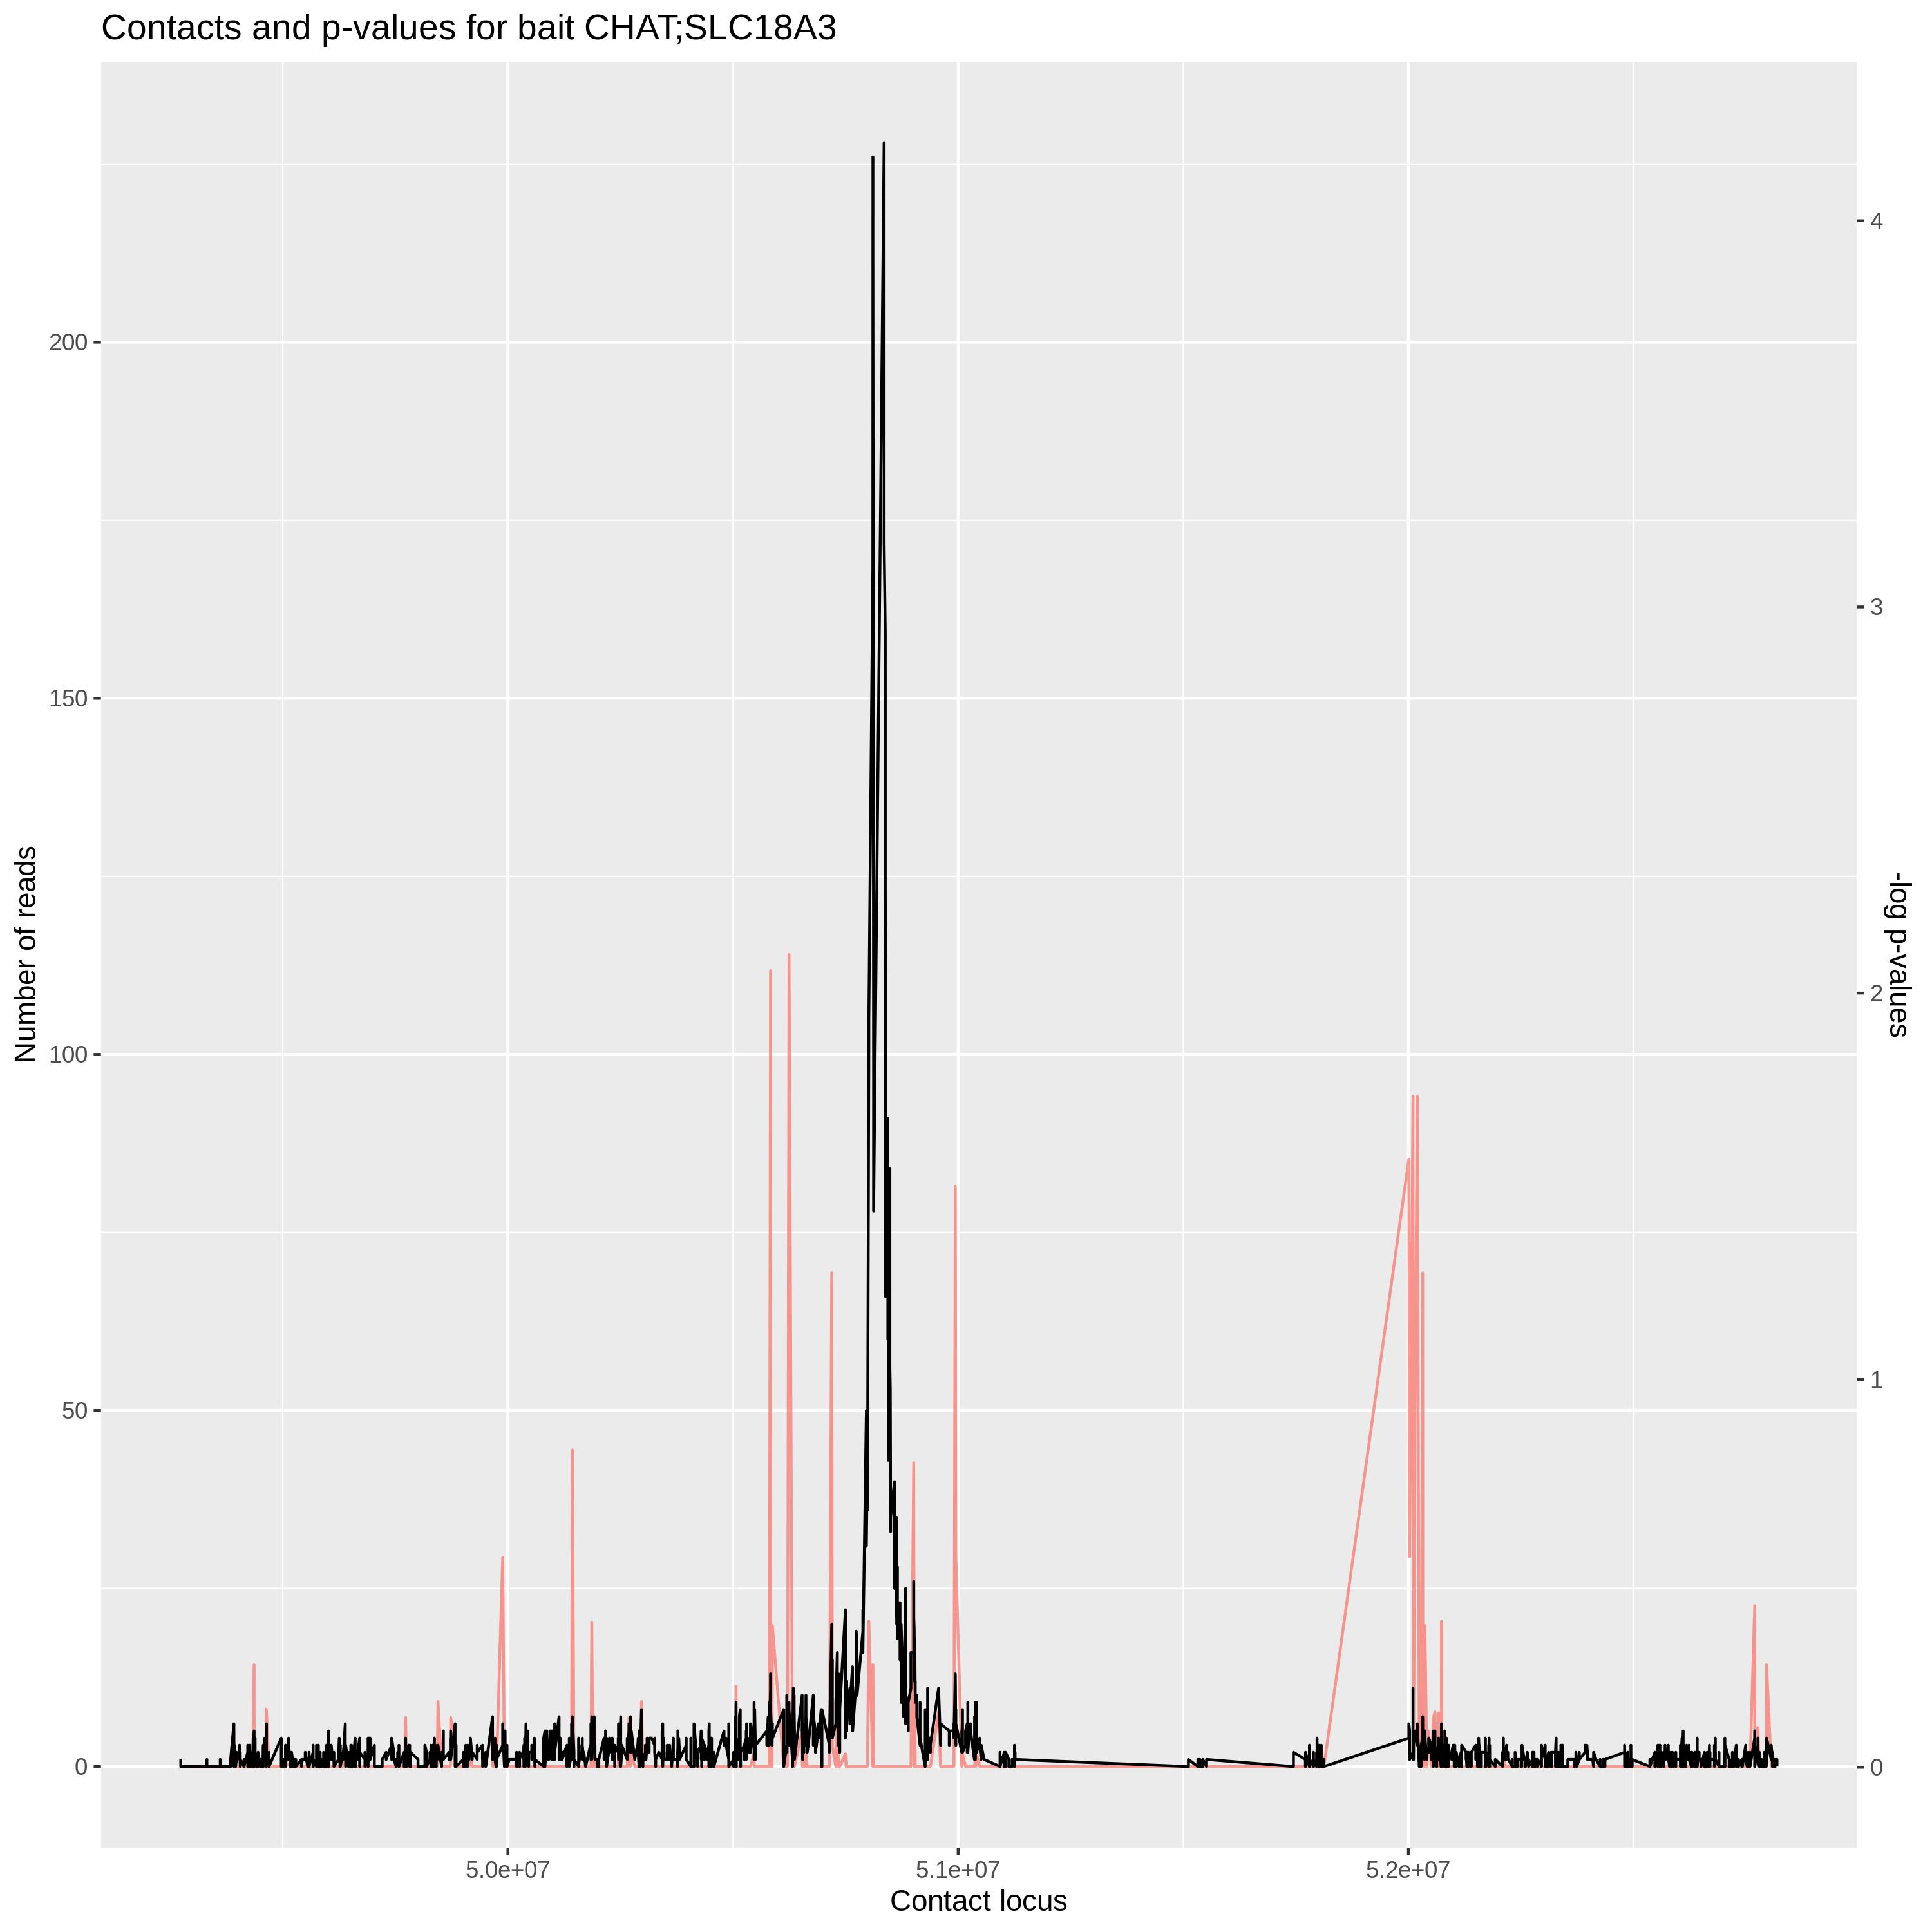 Contacts and p-values for bait CHAT;SLC18A3
Number of reads
200
150
100
50
0
4
3
2
1
0
-log p-values
5.0e+07
5.1e+07
5.2e+07
Contact locus